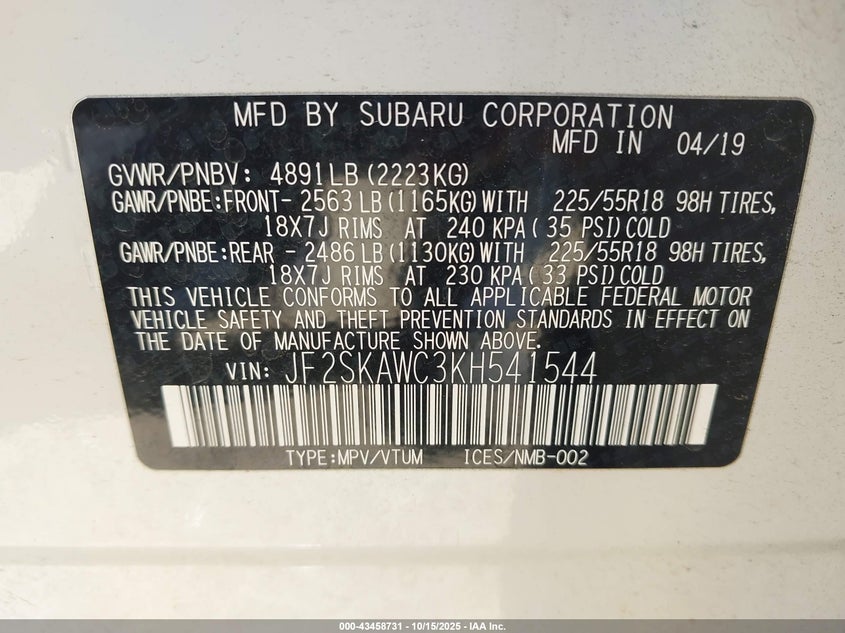 MFD BY SUBARU CORPORATION
MFD IN 04/19
GVWR/PNBV: 4891LB (2223KG)
GAWR/PNBE:FRONT- 2563 LB (1165KG) WITH 225/55R18 98H TIRES,
18X7J RIMS AT 240 KPA ( 35 PSI) COLD
GAWR/PNBE:REAR - 2486 LB (1130KG) WITH 225/55R18 98H TIRES,
18X7J RIMS AT 230 KPA ( 33 PSI) COLD
THIS VEHICLE CONFORMS TO ALL APPLICABLE FEDERAL MOTOR
VEHICLE SAFETY AND THEFT PREVENTION STANDARDS IN EFFECT ON
THE DATE OF MANUFACTURE SHOWN ABOVE.
VIN: JF2SKAWC3KH541544
TYPE:MPV/VTUM ICES/NMB-002
000-43458731 - 10/15/2025 - IAA Inc.